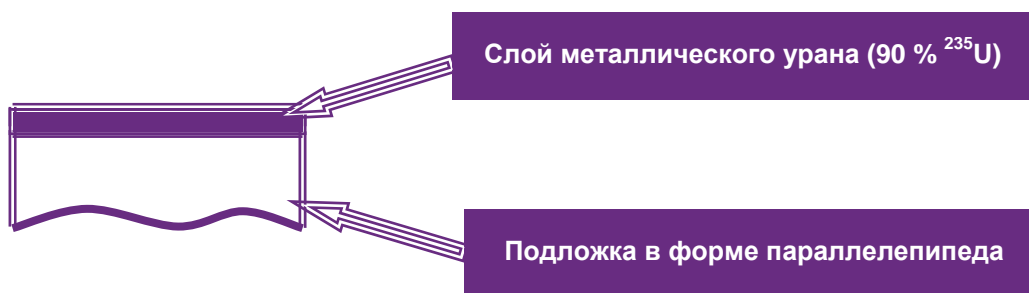 Слой металлического урана (90 % ²³⁵U)
Подложка в форме параллелепипеда